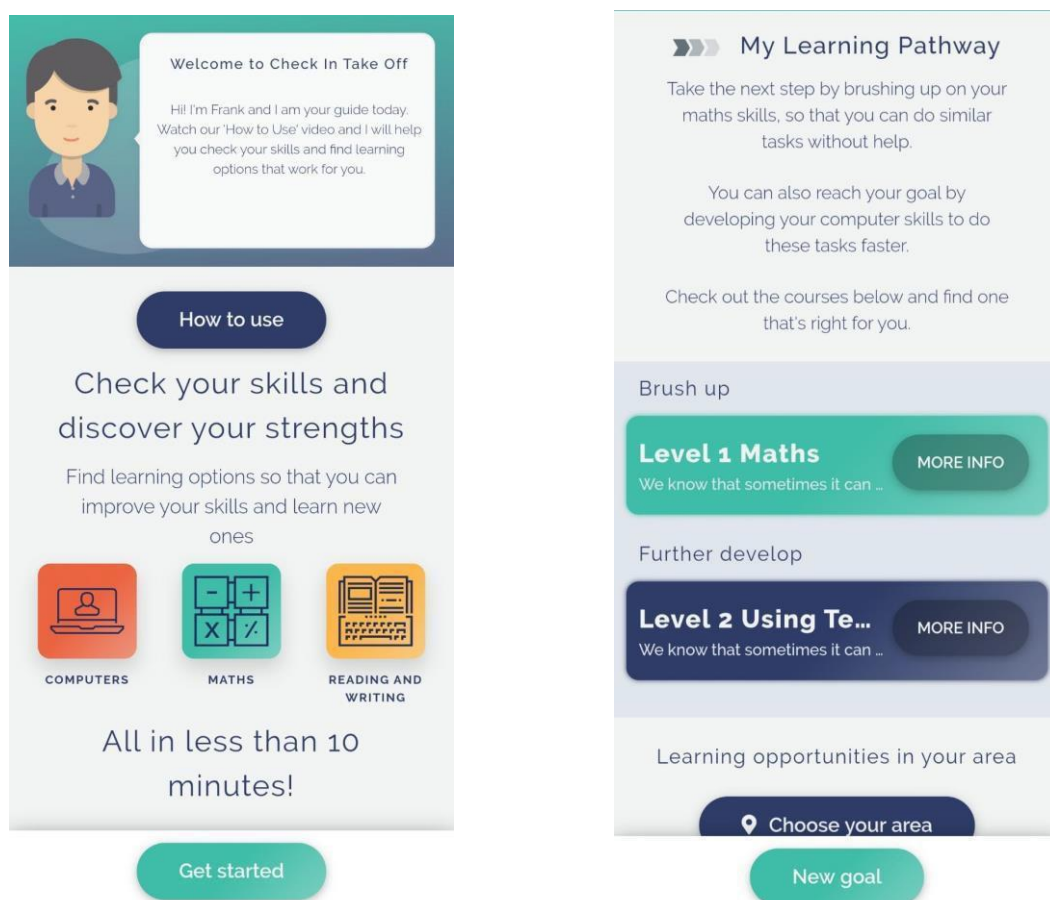 Welcome to Check In Take Off
Hi! I'm Frank and I am your guide today.
Watch our 'How to Use' video and I will help
you check your skills and find learning
options that work for you.
How to use
Check your skills and
discover your strengths
Find learning options so that you can
improve your skills and learn new
ones
COMPUTERS
MATHS
READING AND
WRITING
All in less than 10
minutes!
Get started
My Learning Pathway
Take the next step by brushing up on your
maths skills, so that you can do similar
tasks without help.
You can also reach your goal by
developing your computer skills to do
these tasks faster.
Check out the courses below and find one
that's right for you.
Brush up
Level 1 Maths
We know that sometimes it can ...
MORE INFO
Further develop
Level 2 Using Te...
We know that sometimes it can ...
MORE INFO
Learning opportunities in your area
Choose your area
New goal